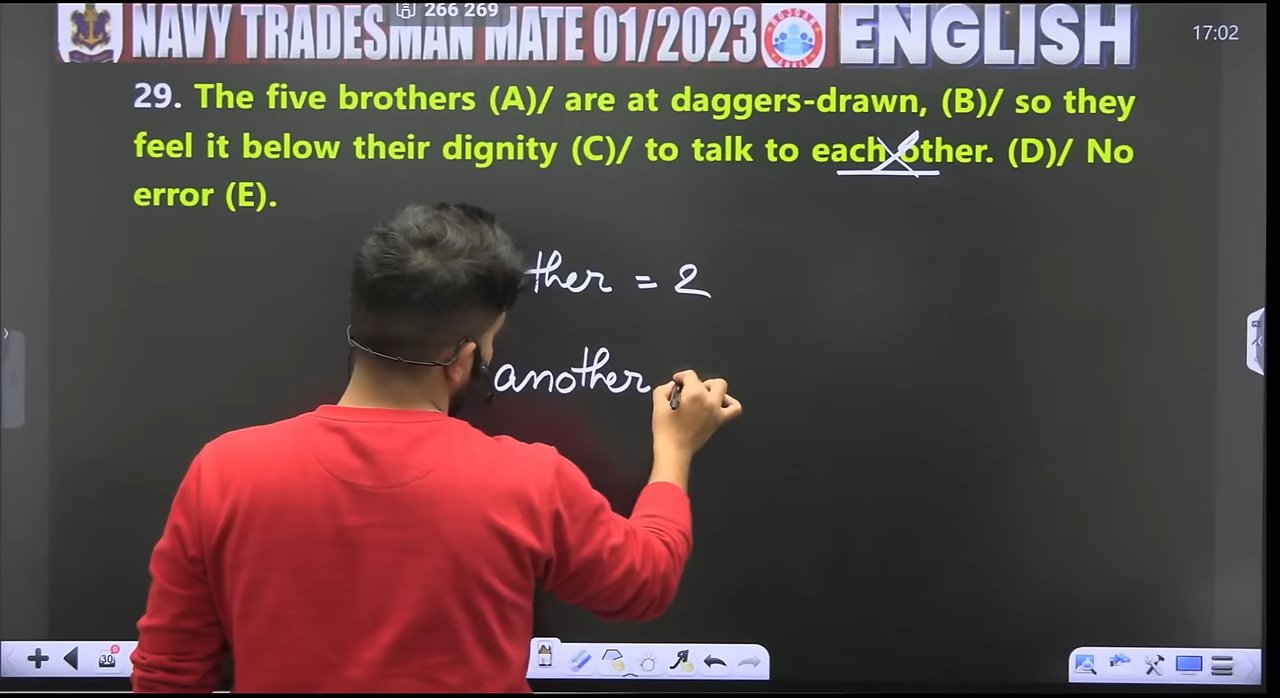 266 269
NAVY TRADESMAN MATE 01/2023 ENGLISH
17:02
29. The five brothers (A)/ are at daggers-drawn, (B)/ so they
feel it below their dignity (C)/ to talk to each other. (D)/ No
error (E).
ther = 2
another
30